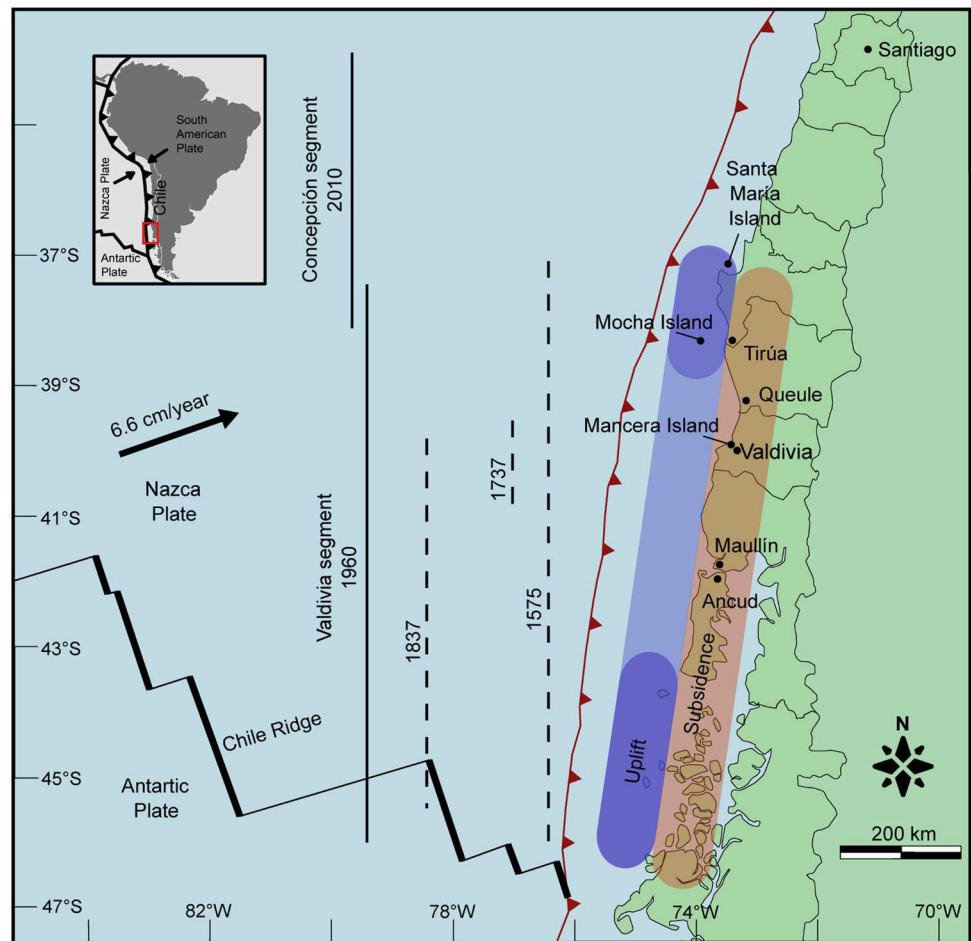 Santiago
South
American
Plate
Nazca Plate
Chile
Antartic
Plate
Concepción segment
2010
Santa
María
Island
37°S
Mocha Island
Tirúa
39°S
6.6 cm/year
Queule
Mancera Island
Valdivia
1737
Nazca
Plate
41°S
Valdivia segment
1960
Maullín
1837
1575
Ancud
43°S
Subsidence
Chile Ridge
Uplift
N
45°S
Antartic
Plate
200 km
47°S
82°W
78°W
74°W
70°W